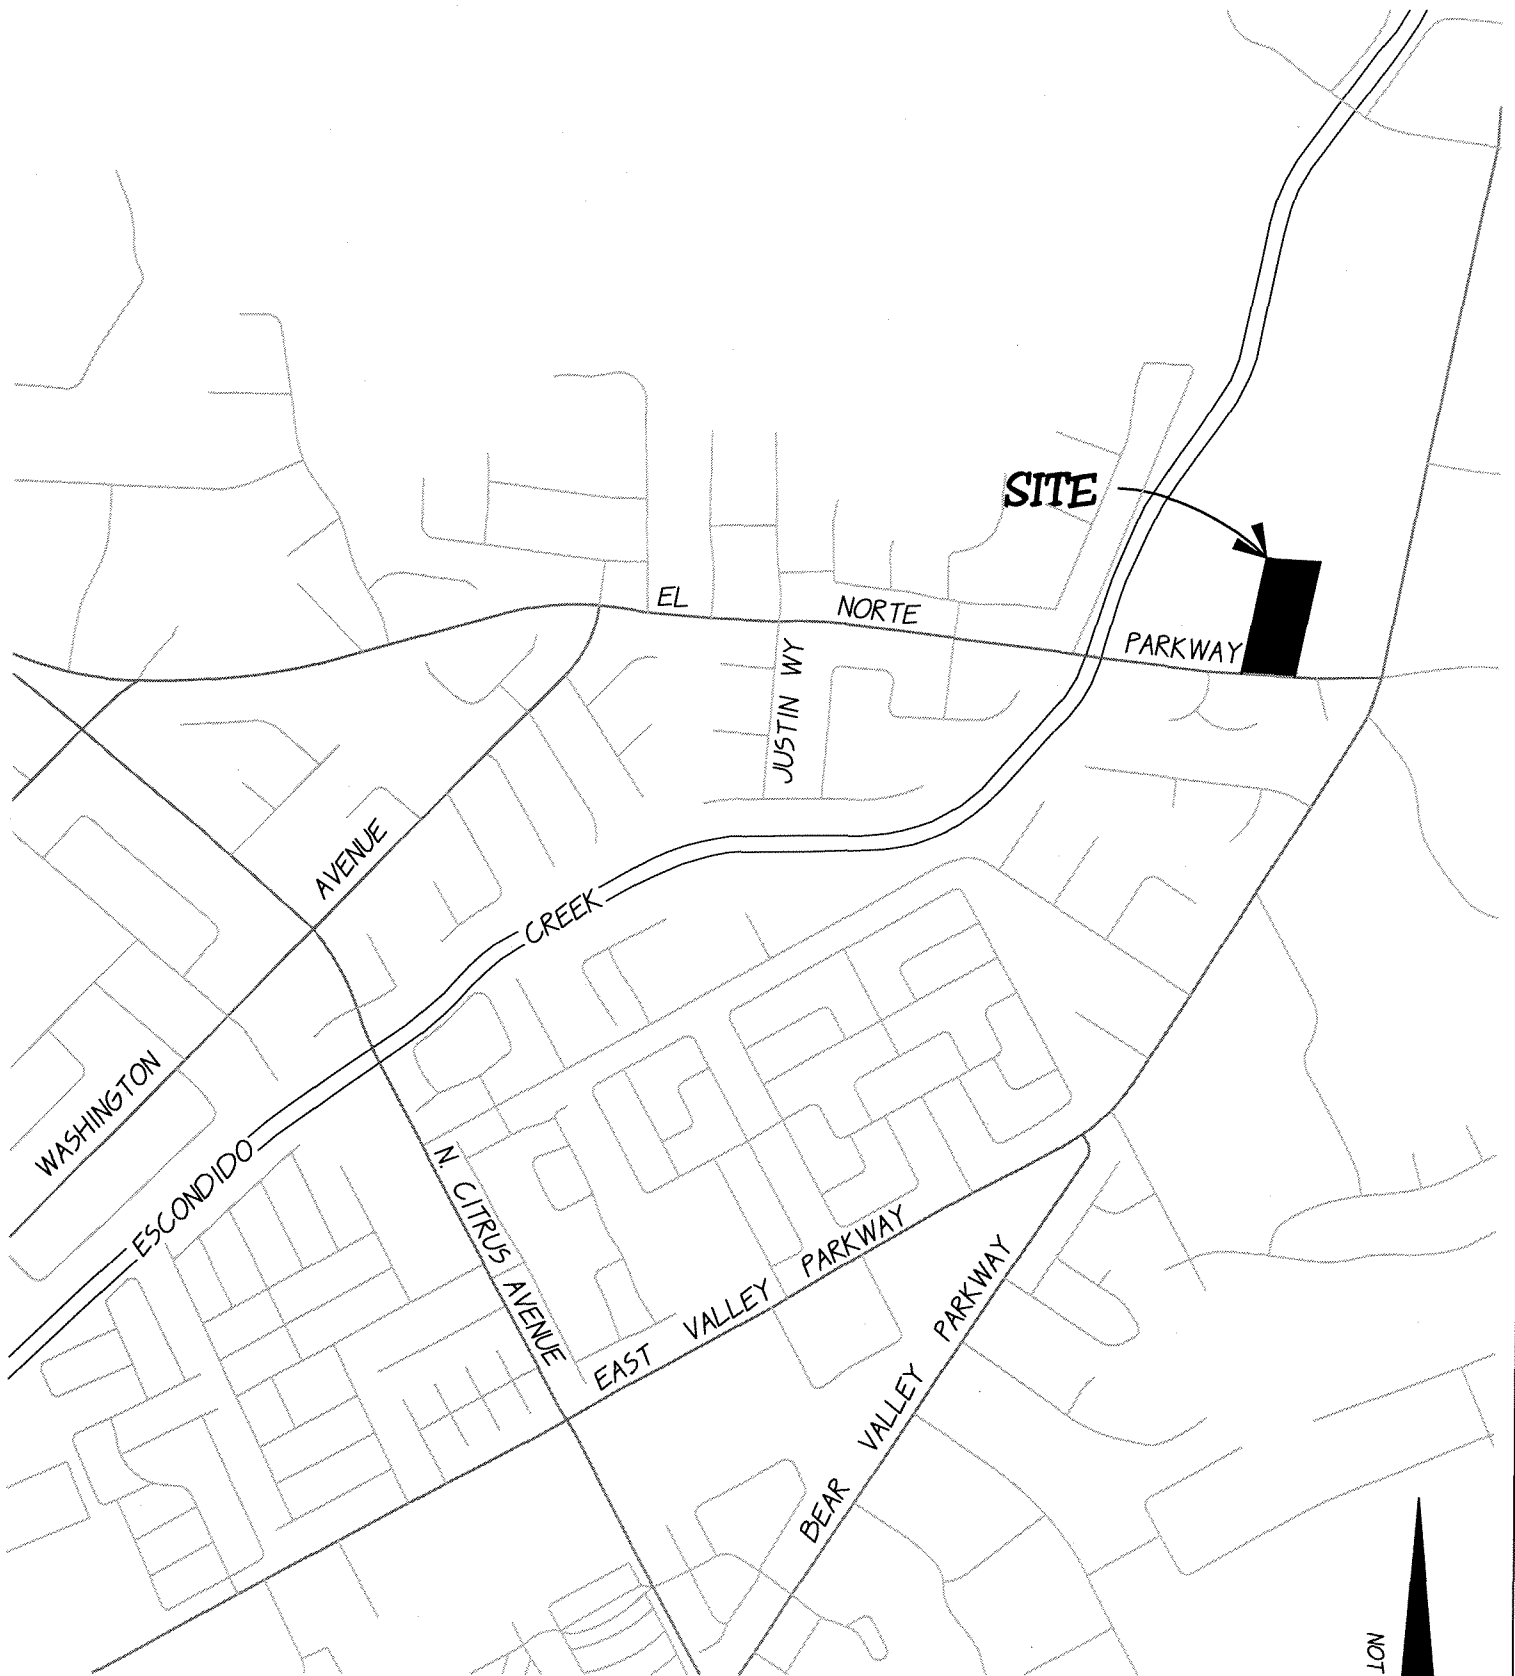 SITE
EL NORTE PARKWAY
JUSTIN WY
AVENUE
CREEK
WASHINGTON
ESCONDIDO
N. CITRUS AVENUE
EAST VALLEY PARKWAY
BEAR VALLEY PARKWAY
NOT